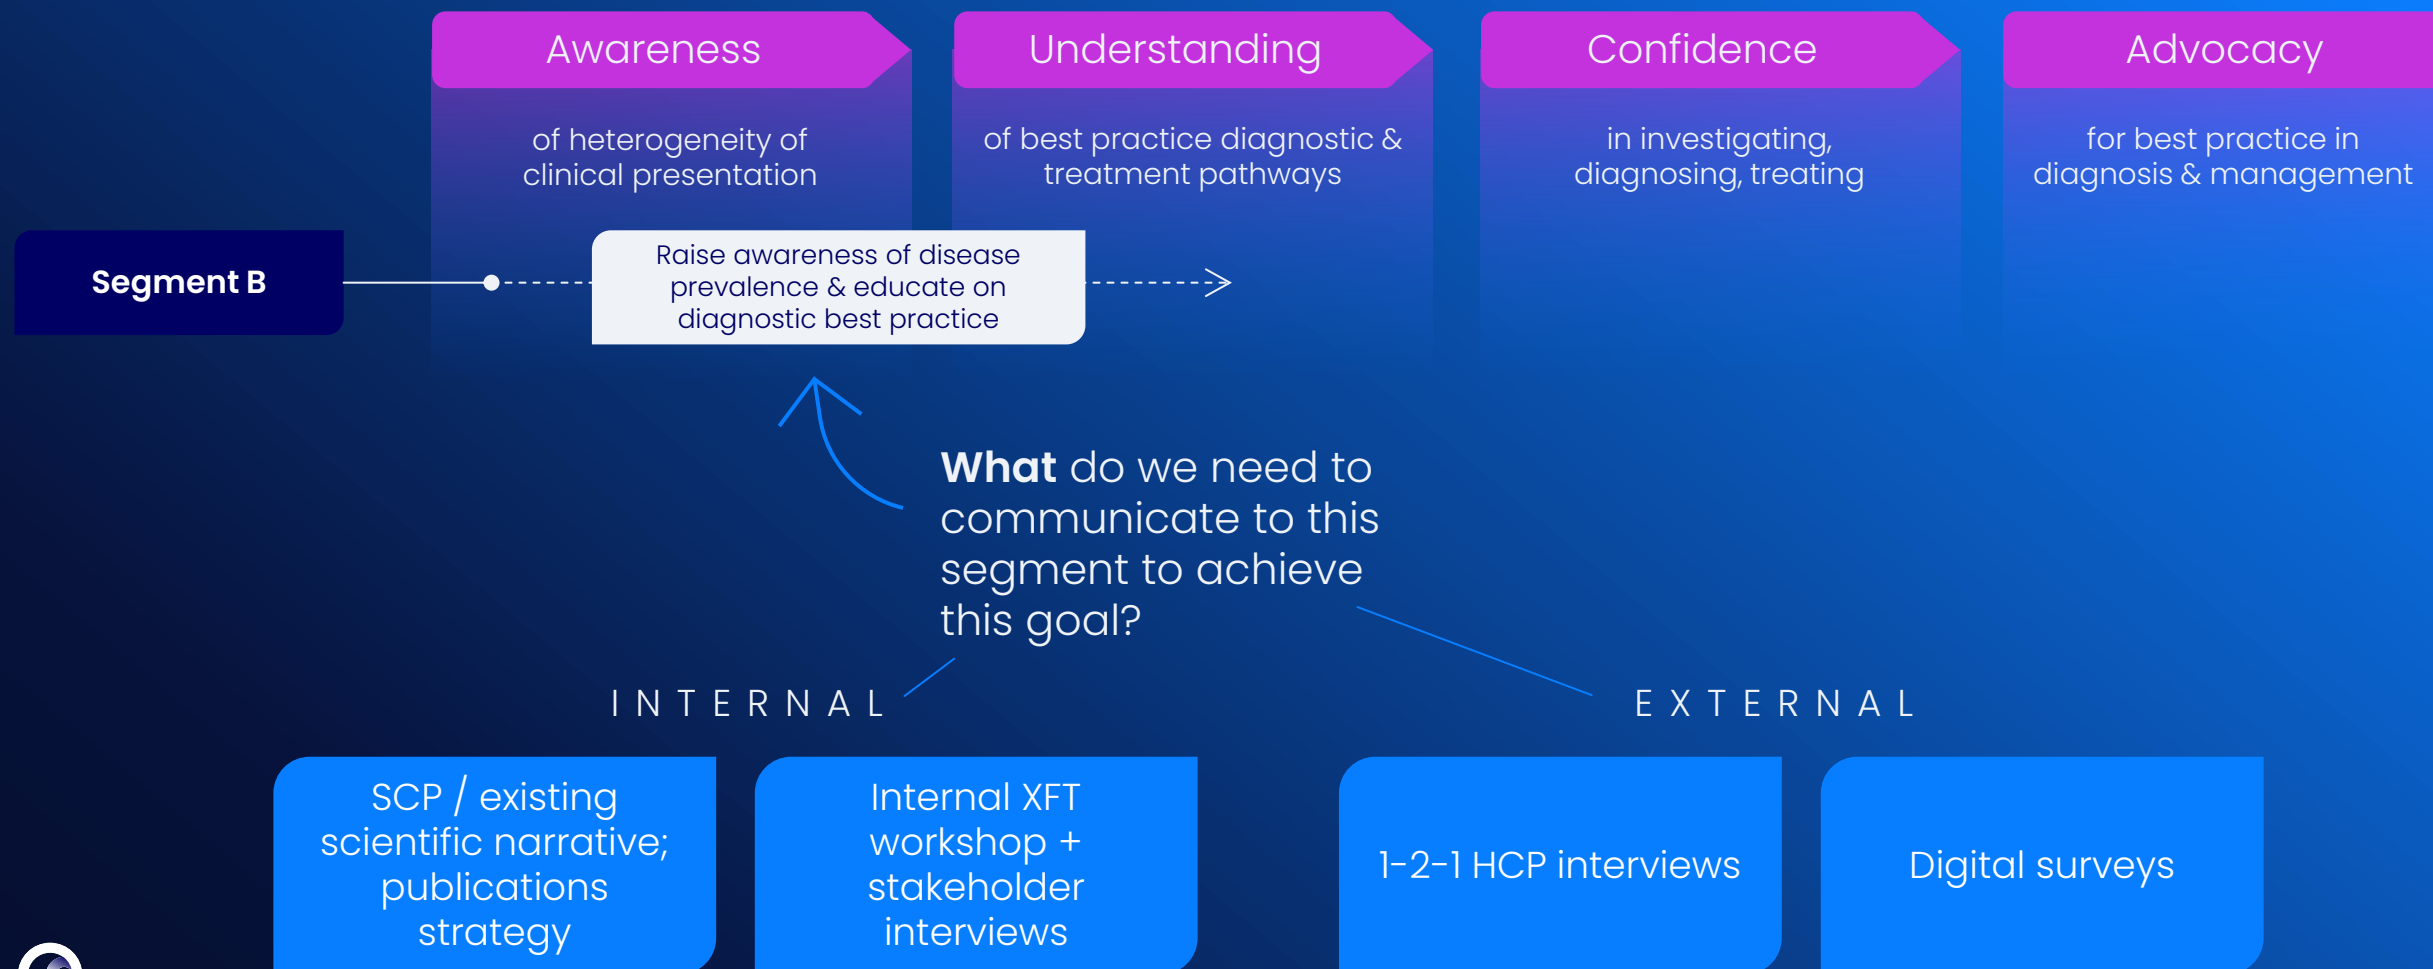 Awareness
Understanding
Confidence
Advocacy
of heterogeneity of
clinical presentation
of best practice diagnostic &
treatment pathways
in investigating,
diagnosing, treating
for best practice in
diagnosis & management
Segment B
Raise awareness of disease
prevalence & educate on
diagnostic best practice
What do we need to
communicate to this
segment to achieve
this goal?
INTERNAL
EXTERNAL
SCP / existing
scientific narrative;
publications
strategy
Internal XFT
workshop +
stakeholder
interviews
1-2-1 HCP interviews
Digital surveys